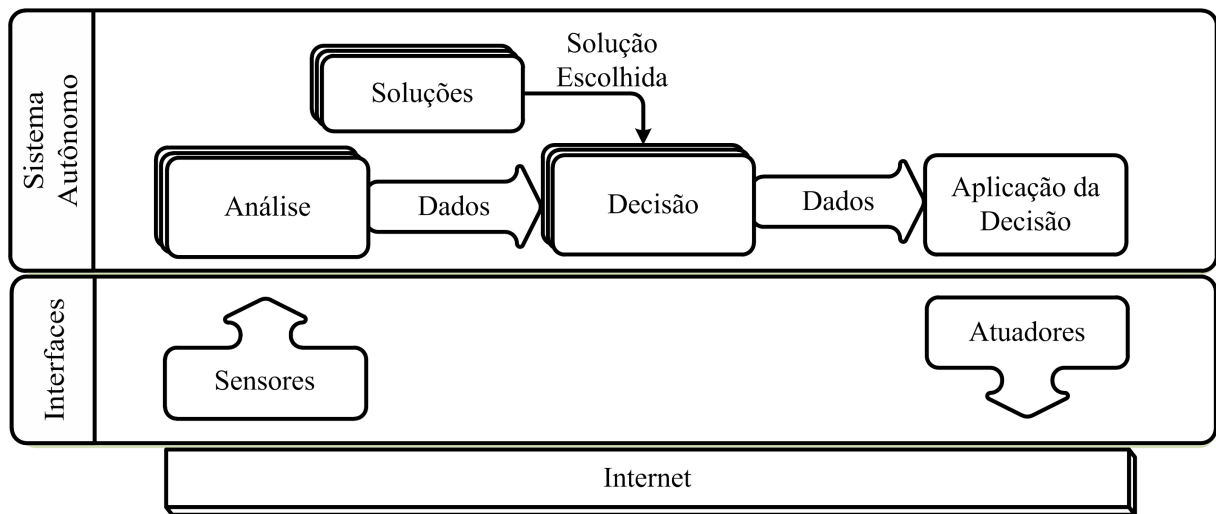 Sistema
Autônomo
Soluções
Solução
Escolhida
Análise
Dados
Decisão
Dados
Aplicação da
Decisão
Interfaces
Sensores
Atuadores
Internet